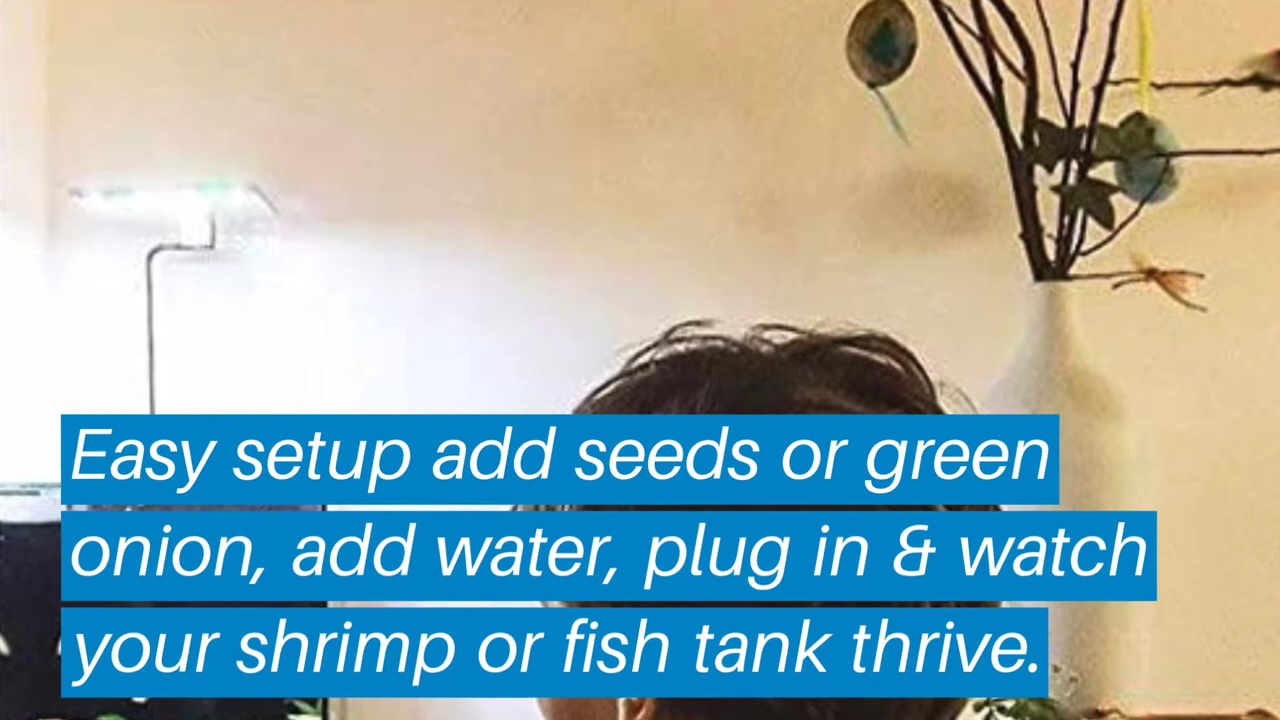 Easy setup add seeds or green
onion, add water, plug in & watch
your shrimp or fish tank thrive.